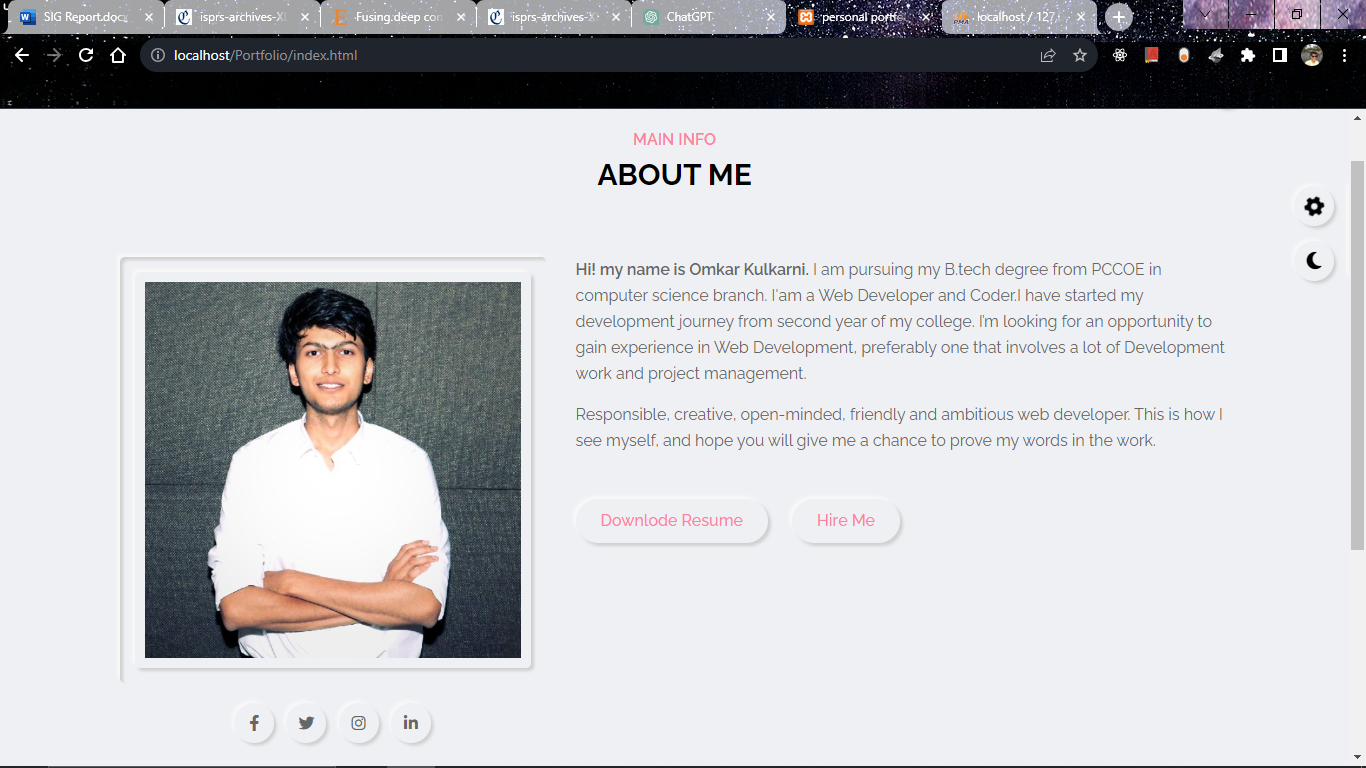 SIG Report.docx
isprs-archives-XL
Fusing.deep con
isprs-archives-X
ChatGPT
personal portfo
localhost / 127.
localhost/Portfolio/index.html
MAIN INFO
ABOUT ME
Hi! my name is Omkar Kulkarni. I am pursuing my B.tech degree from PCCOE in
computer science branch. I'am a Web Developer and Coder.I have started my
development journey from second year of my college. I'm looking for an opportunity to
gain experience in Web Development, preferably one that involves a lot of Development
work and project management.
Responsible, creative, open-minded, friendly and ambitious web developer. This is how I
see myself, and hope you will give me a chance to prove my words in the work.
Downlode Resume
Hire Me